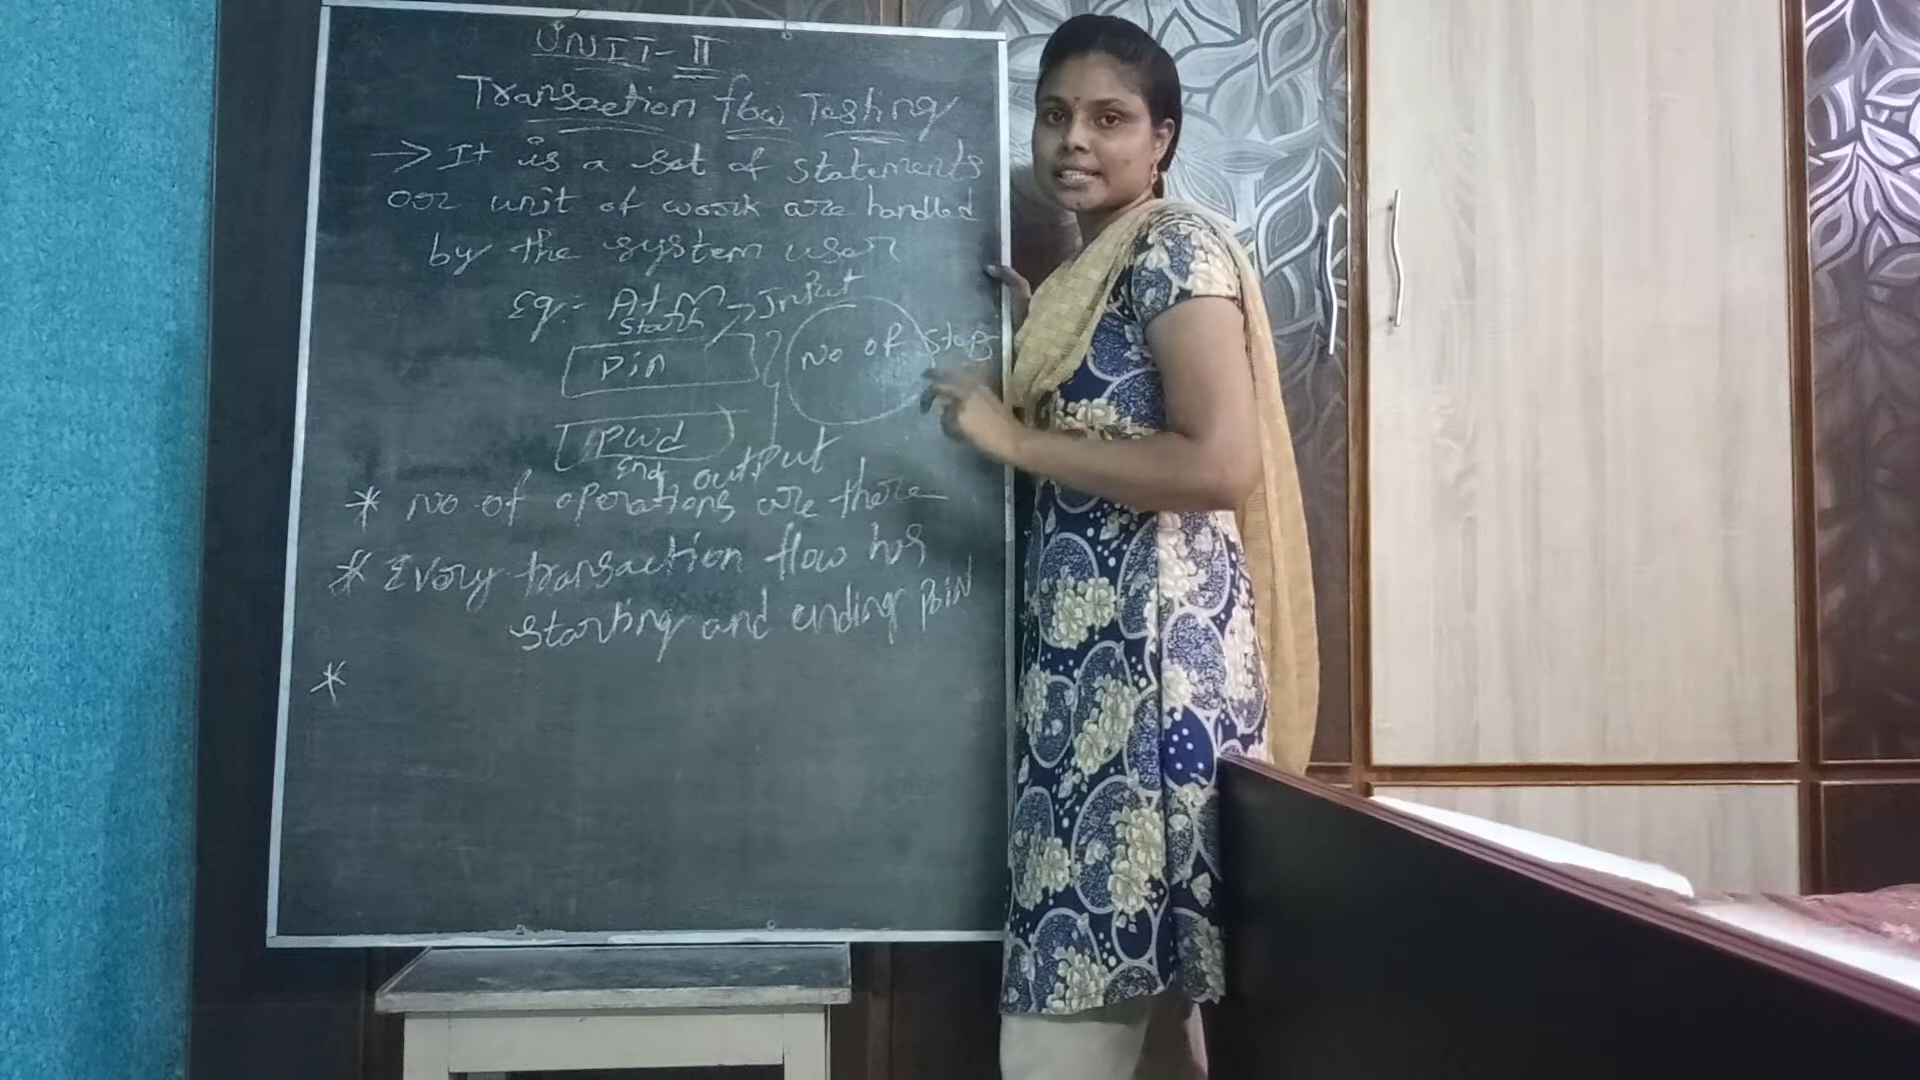 UNIT-II
Transaction flow Testing
→ It is a set of statements
oor unit of woork are handled
by the system user
Eg:- Atm → Input
Start
Pin
No of steps
Pwd
End output
* No of operations are there
* Every transaction flow has
starting and ending Poin
*